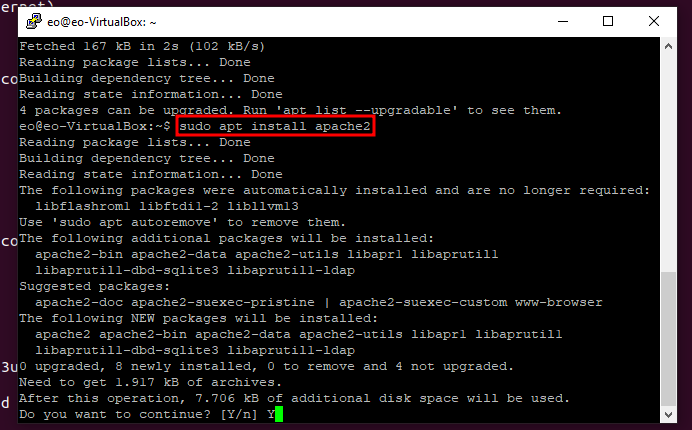 ernet)
eo@eo-VirtualBox: ~
Fetched 167 kB in 2s (102 kB/s)
Reading package lists... Done
Building dependency tree... Done
co
Reading state information... Done
4 packages can be upgraded. Run 'apt list --upgradable' to see them.
eo@eo-VirtualBox:~$ sudo apt install apache2
Reading package lists... Done
Building dependency tree... Done
Reading state information... Done
The following packages were automatically installed and are no longer required:
libflashrom1 libftdi1-2 libllvm13
Use 'sudo apt autoremove' to remove them.
The following additional packages will be installed:
co
apache2-bin apache2-data apache2-utils libapr1 libaprutil1
libaprutil1-dbd-sqlite3 libaprutil1-ldap
Suggested packages:
apache2-doc apache2-suexec-pristine | apache2-suexec-custom www-browser
The following NEW packages will be installed:
apache2 apache2-bin apache2-data apache2-utils libapr1 libaprutil1
libaprutil1-dbd-sqlite3 libaprutil1-ldap
3u
0 upgraded, 8 newly installed, 0 to remove and 4 not upgraded.
Need to get 1.917 kB of archives.
d
After this operation, 7.706 kB of additional disk space will be used.
Do you want to continue? [Y/n] Y